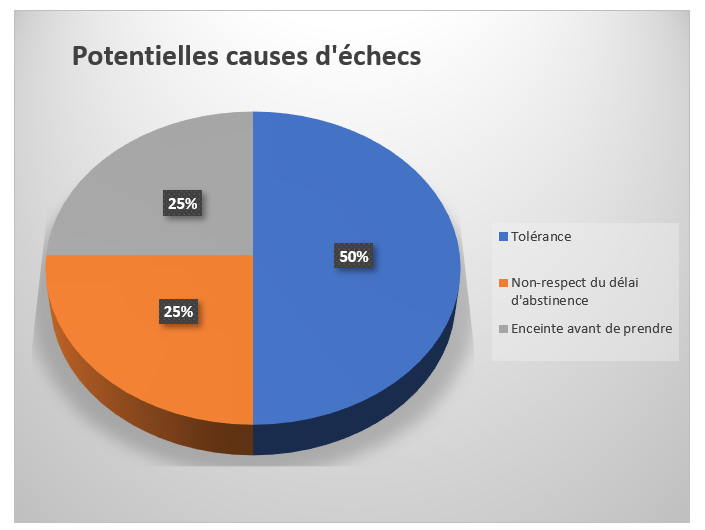 Potentielles causes d'échecs
25%
50%
25%
Tolérance
Non-respect du délai
d'abstinence
Enceinte avant de prendre